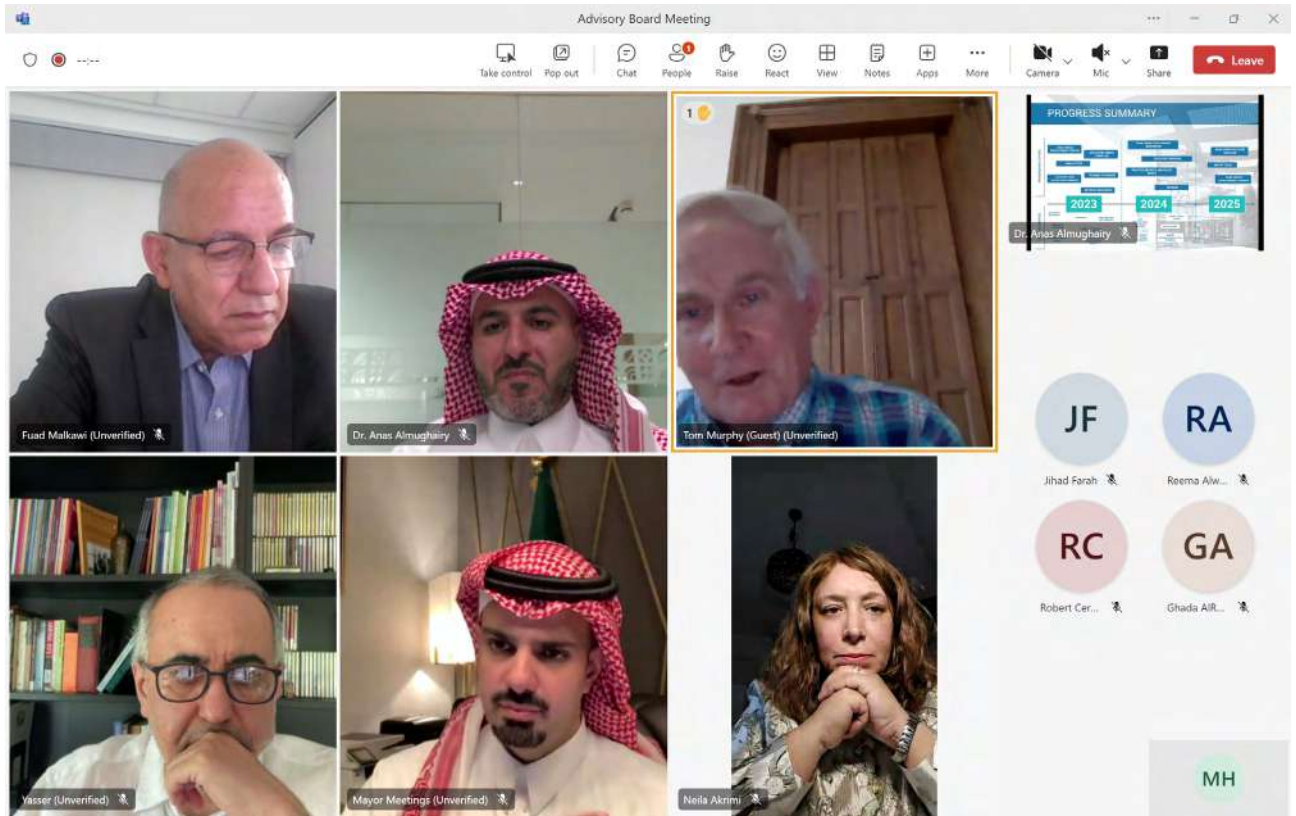 Advisory Board Meeting
--:--
Take control
Pop out
Chat
1
People
Raise
React
View
Notes
Apps
More
Camera
Mic
Share
Leave
1
Fuad Malkawi (Unverified)
Dr. Anas Almughairy
Tom Murphy (Guest) (Unverified)
PROGRESS SUMMARY
2023
2024
2025
Dr. Anas Almughairy
JF
Jihad Farah
RA
Reema Alw...
RC
Robert Cer...
GA
Ghada AlR...
Yasser (Unverified)
Mayor Meetings (Unverified)
Neila Akrimi
MH